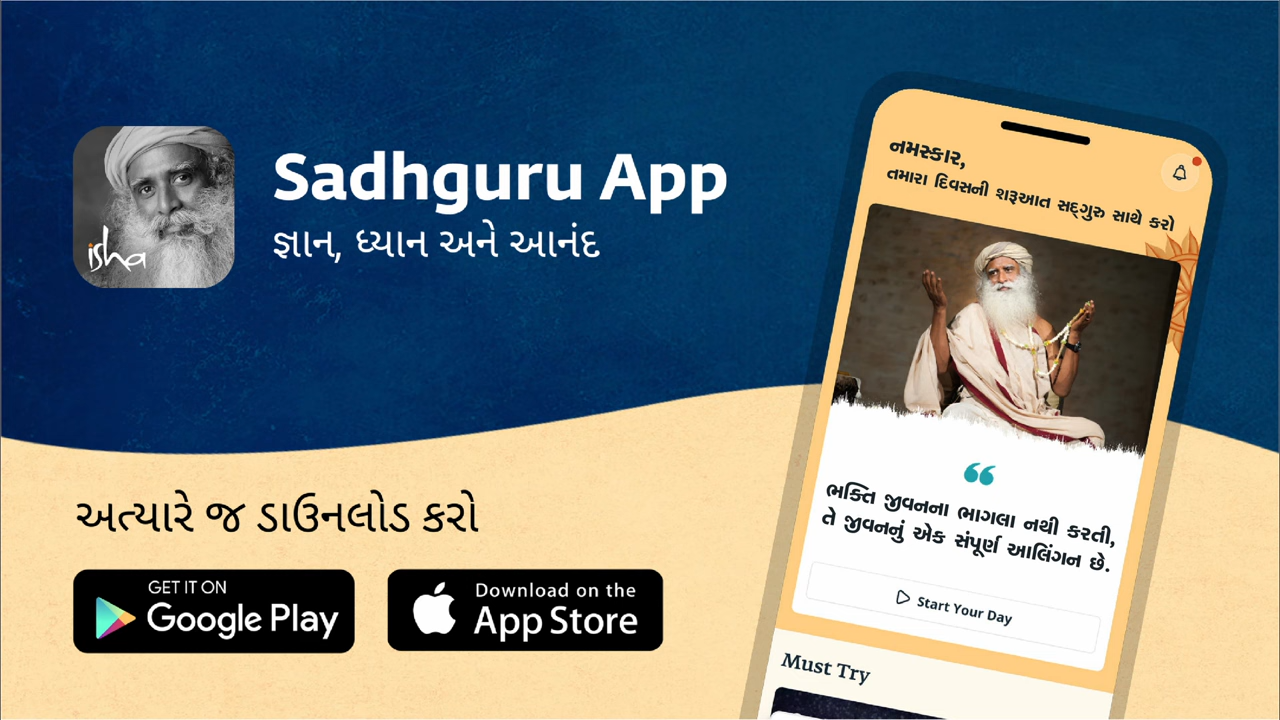 isha
Sadhguru App
જ્ઞાન, ધ્યાન અને આનંદ
અત્યારે જ ડાઉનલોડ કરો
GET IT ON
Google Play
Download on the
App Store
નમસ્કાર,
તમારા દિવસની શરૂઆત સદ્‌ગુરુ સાથે કરો
“
ભક્તિ જીવનના ભાગલા નથી કરતી,
તે જીવનનું એક સંપૂર્ણ આલિંગન છે.
Start Your Day
Must Try